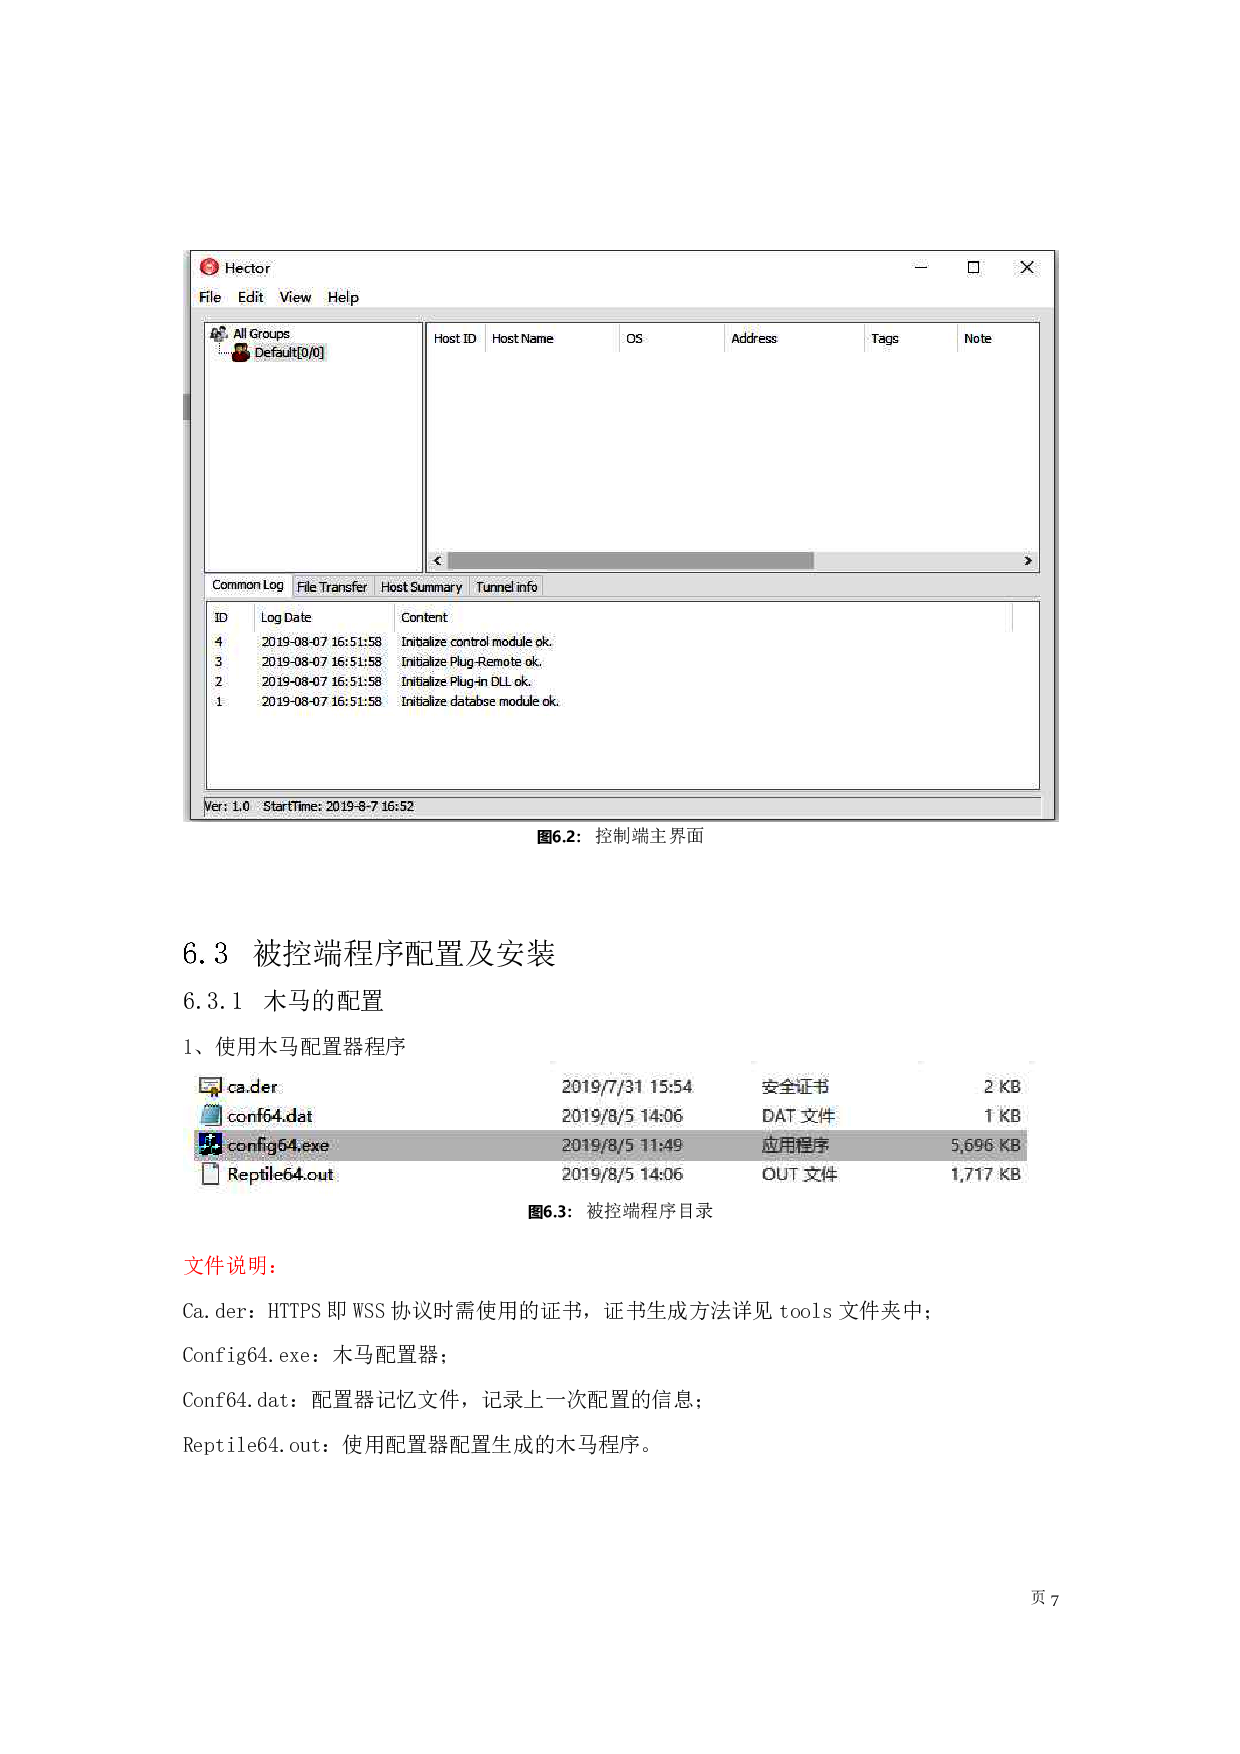 Hector
File Edit View Help
All Groups
Default[0/0]
Host ID Host Name OS Address Tags Note
Common Log File Transfer Host Summary Tunnel info
ID Log Date Content
4 2019-08-07 16:51:58 Initialize control module ok.
3 2019-08-07 16:51:58 Initialize Plug-Remote ok.
2 2019-08-07 16:51:58 Initialize Plug-in DLL ok.
1 2019-08-07 16:51:58 Initialize databse module ok.
Ver: 1.0 StartTime: 2019-8-7 16:52
图6.2： 控制端主界面
6.3 被控端程序配置及安装
6.3.1 木马的配置
1、使用木马配置器程序
ca.der 2019/7/31 15:54 安全证书 2 KB
conf64.dat 2019/8/5 14:06 DAT 文件 1 KB
config64.exe 2019/8/5 11:49 应用程序 5,696 KB
Reptile64.out 2019/8/5 14:06 OUT 文件 1,717 KB
图6.3： 被控端程序目录
文件说明：
Ca.der：HTTPS 即 WSS 协议时需使用的证书，证书生成方法详见 tools 文件夹中；
Config64.exe：木马配置器；
Conf64.dat：配置器记忆文件，记录上一次配置的信息；
Reptile64.out：使用配置器配置生成的木马程序。
页 7